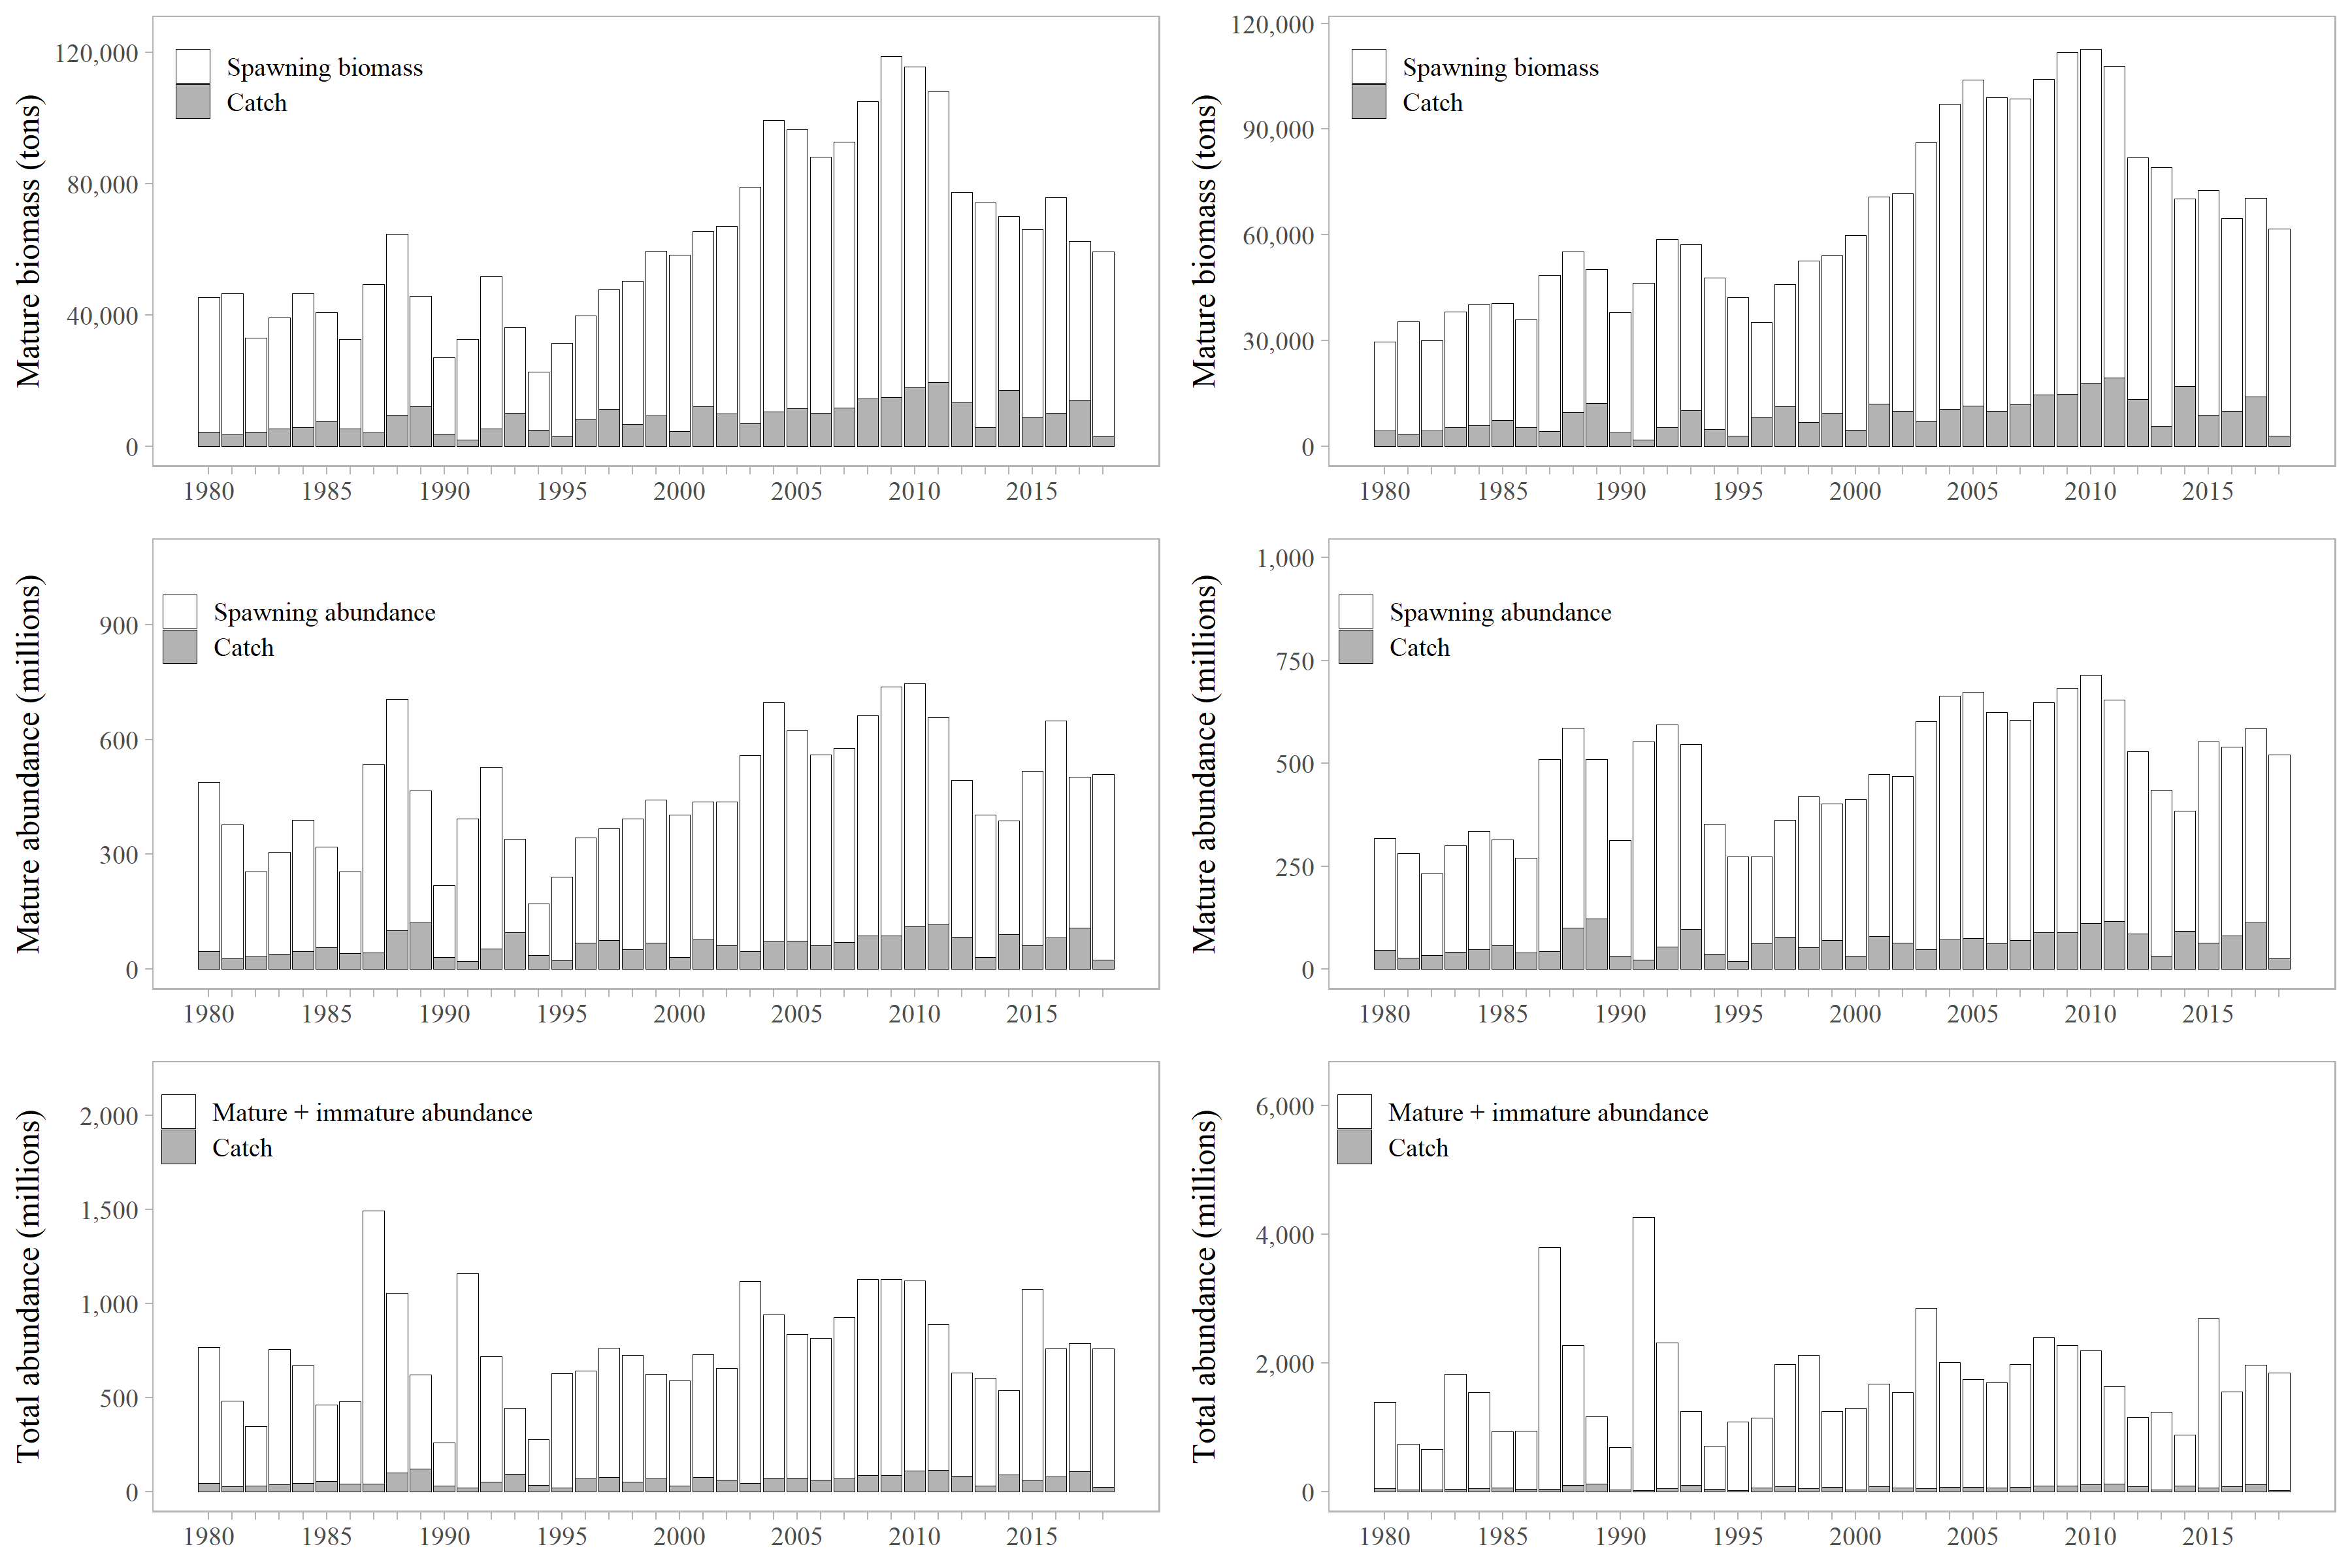 Mature biomass (tons)
120,000
80,000
40,000
0
Spawning biomass
Catch
1980 1985 1990 1995 2000 2005 2010 2015
Mature biomass (tons)
120,000
90,000
60,000
30,000
0
Spawning biomass
Catch
1980 1985 1990 1995 2000 2005 2010 2015
Mature abundance (millions)
900
600
300
0
Spawning abundance
Catch
1980 1985 1990 1995 2000 2005 2010 2015
Mature abundance (millions)
1,000
750
500
250
0
Spawning abundance
Catch
1980 1985 1990 1995 2000 2005 2010 2015
Total abundance (millions)
2,000
1,500
1,000
500
0
Mature + immature abundance
Catch
1980 1985 1990 1995 2000 2005 2010 2015
Total abundance (millions)
6,000
4,000
2,000
0
Mature + immature abundance
Catch
1980 1985 1990 1995 2000 2005 2010 2015